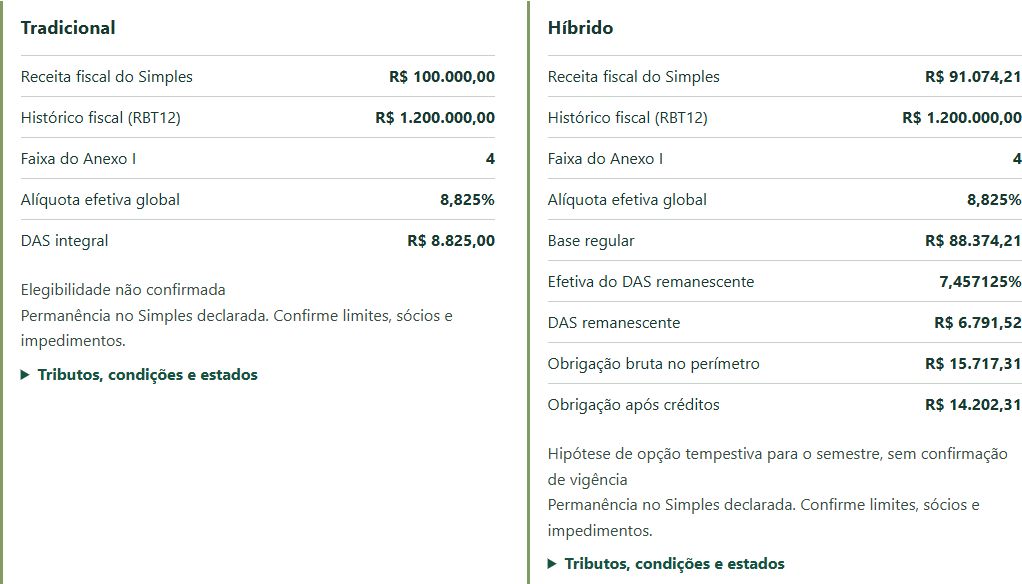 Tradicional
Receita fiscal do Simples R$ 100.000,00
Histórico fiscal (RBT12) R$ 1.200.000,00
Faixa do Anexo I 4
Alíquota efetiva global 8,825%
DAS integral R$ 8.825,00
Elegibilidade não confirmada
Permanência no Simples declarada. Confirme limites, sócios e
impedimentos.
▶ Tributos, condições e estados
Híbrido
Receita fiscal do Simples R$ 91.074,21
Histórico fiscal (RBT12) R$ 1.200.000,00
Faixa do Anexo I 4
Alíquota efetiva global 8,825%
Base regular R$ 88.374,21
Efetiva do DAS remanescente 7,457125%
DAS remanescente R$ 6.791,52
Obrigação bruta no perímetro R$ 15.717,31
Obrigação após créditos R$ 14.202,31
Hipótese de opção tempestiva para o semestre, sem confirmação
de vigência
Permanência no Simples declarada. Confirme limites, sócios e
impedimentos.
▶ Tributos, condições e estados